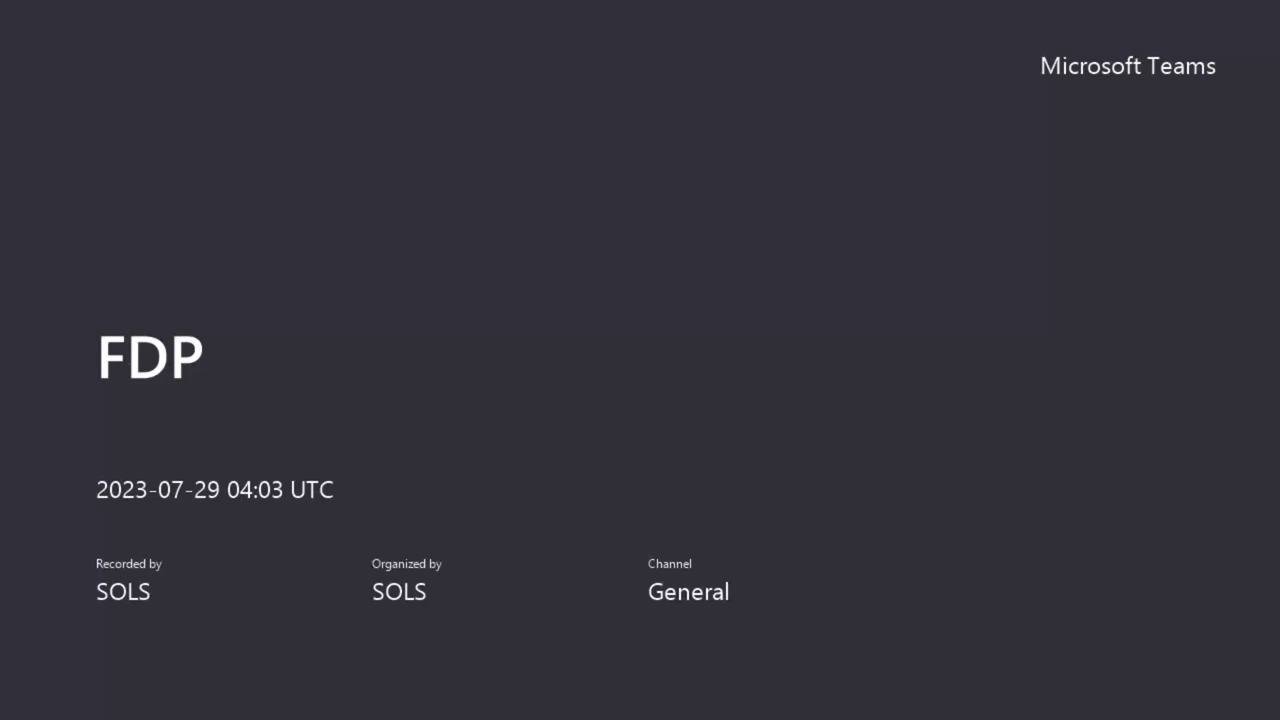 Microsoft Teams
FDP
2023-07-29 04:03 UTC
Recorded by
SOLS
Organized by
SOLS
Channel
General